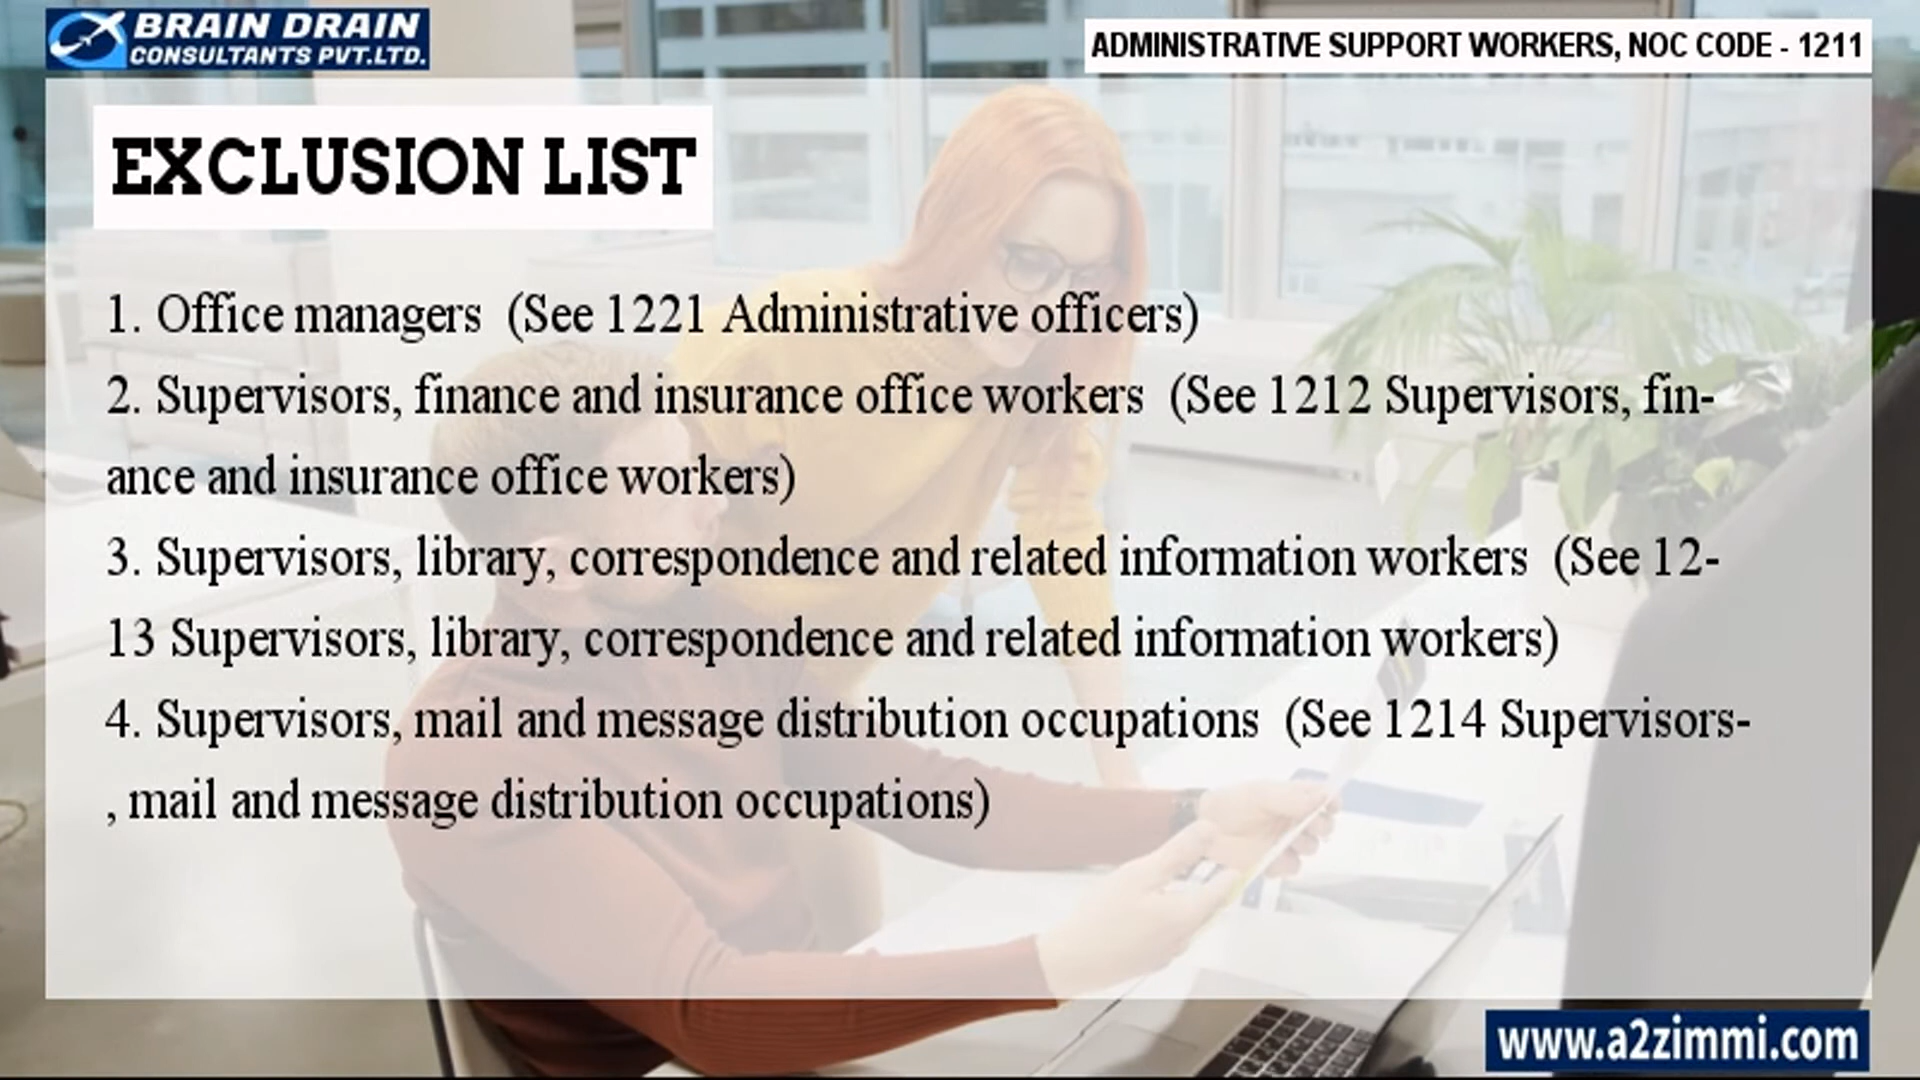 BRAIN DRAIN
CONSULTANTS PVT.LTD.
ADMINISTRATIVE SUPPORT WORKERS, NOC CODE - 1211
EXCLUSION LIST
1. Office managers (See 1221 Administrative officers)
2. Supervisors, finance and insurance office workers (See 1212 Supervisors, fin-
ance and insurance office workers)
3. Supervisors, library, correspondence and related information workers (See 12-
13 Supervisors, library, correspondence and related information workers)
4. Supervisors, mail and message distribution occupations (See 1214 Supervisors-
, mail and message distribution occupations)
www.a2zimmi.com